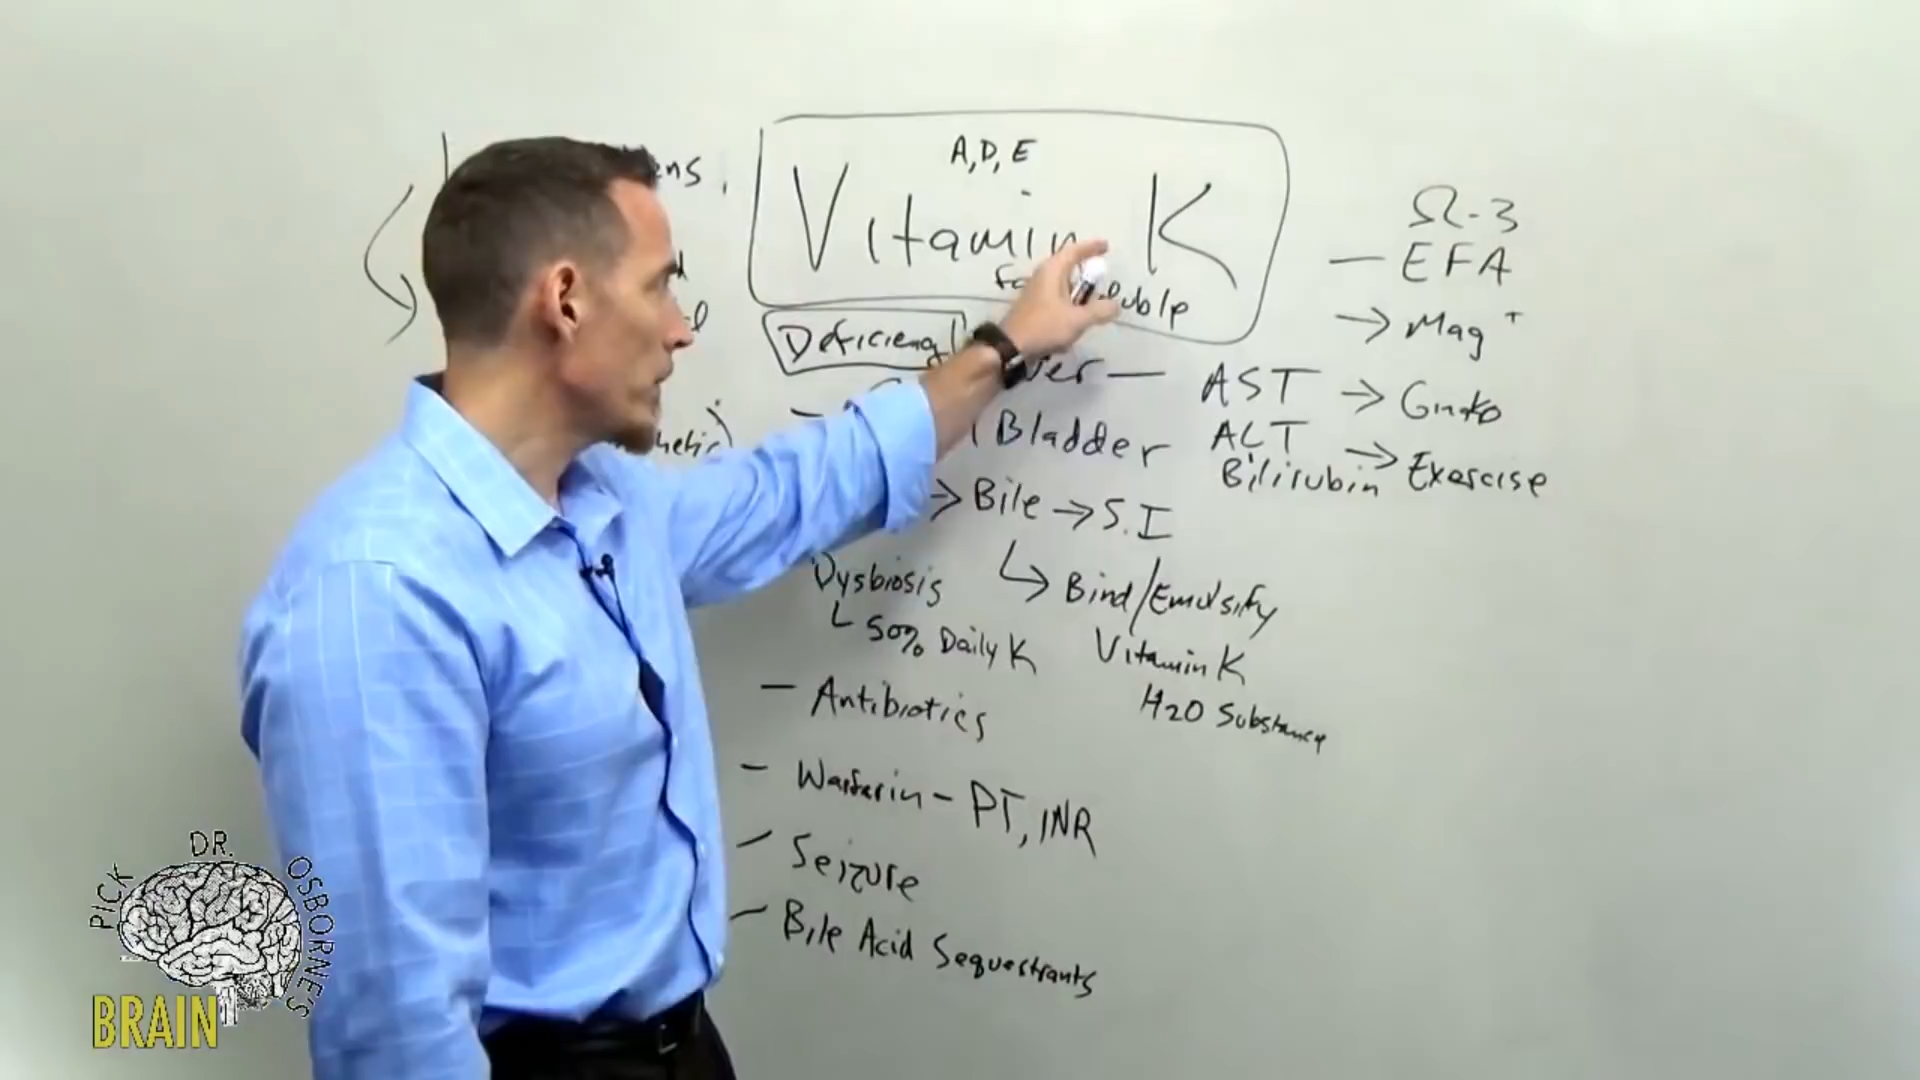 A, D, E
Vitamin K
Deficiency
Ω-3
EFA
→ Mag +
AST → Ginko
Bladder ALT → Exercise
Bilirubin
→ Bile → S.I
Dysbiosis
50% Daily K
↳ Bind/Emulsify
Vitamin K
H2O Substance
- Antibiotics
- Warfarin - PT, INR
- Seizure
- Bile Acid Sequestrants
PICK DR. OSBORNE'S
BRAIN